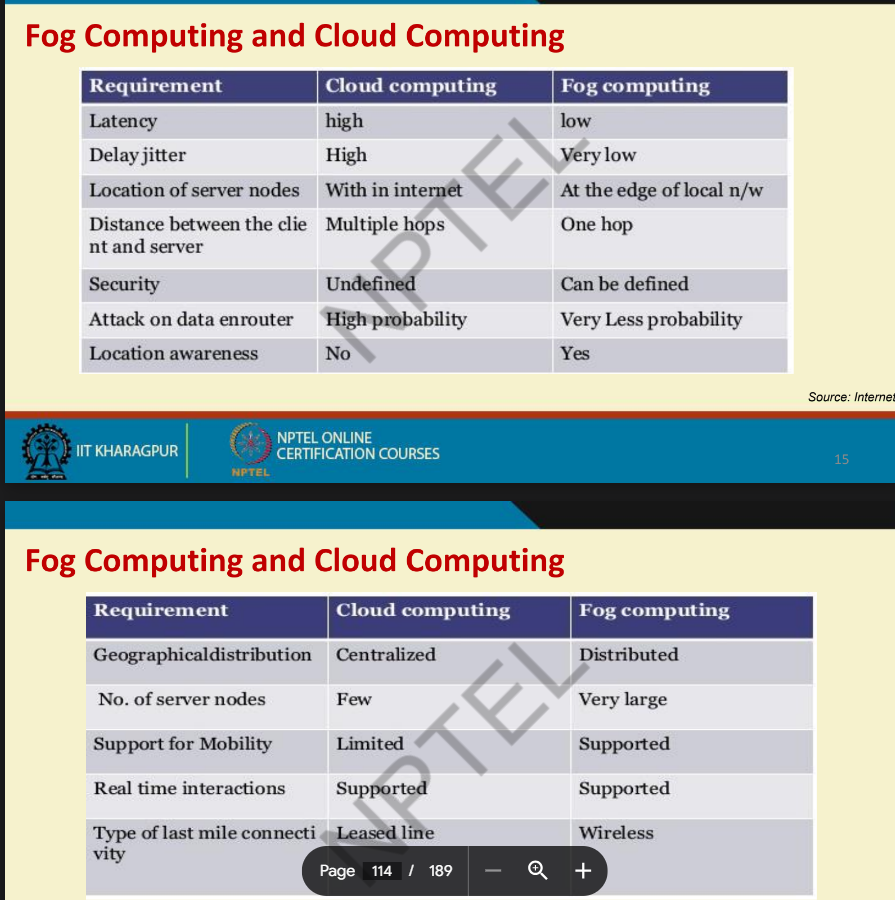 Fog Computing and Cloud Computing
Requirement Cloud computing Fog computing
Latency high low
Delay jitter High Very low
Location of server nodes With in internet At the edge of local n/w
Distance between the clie Multiple hops One hop
nt and server
Security Undefined Can be defined
Attack on data enrouter High probability Very Less probability
Location awareness No Yes
NPTEL
Source: Internet
IIT KHARAGPUR
NPTEL
NPTEL ONLINE
CERTIFICATION COURSES
15
Fog Computing and Cloud Computing
Requirement Cloud computing Fog computing
Geographicaldistribution Centralized Distributed
No. of server nodes Few Very large
Support for Mobility Limited Supported
Real time interactions Supported Supported
Type of last mile connecti Leased line Wireless
vity
NPTEL
Page 114 / 189